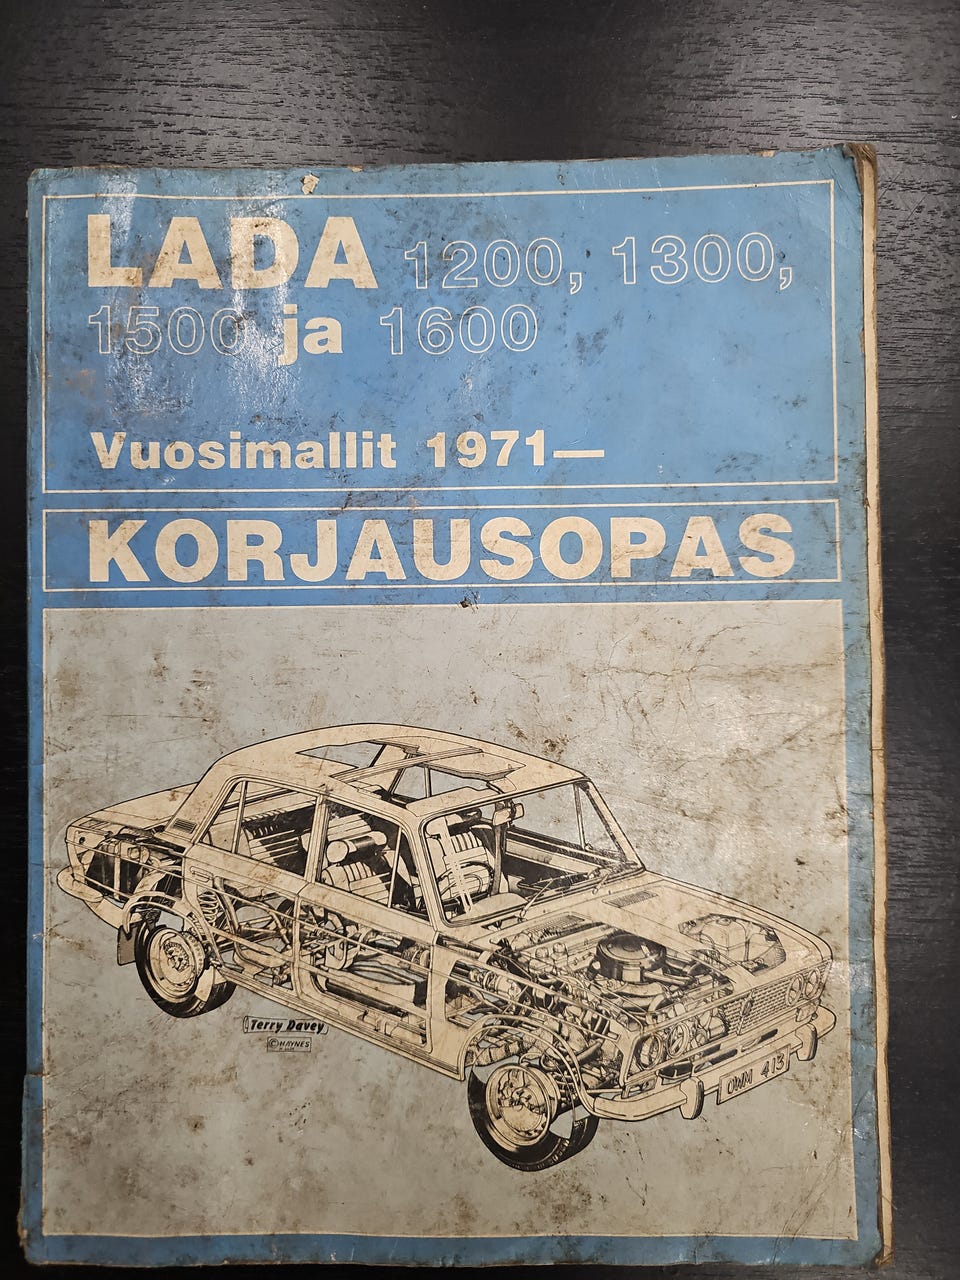 LADA 1200, 1300,
1500 ja 1600
Vuosimallit 1971—
KORJAUSOPAS
Terry Davey
© HAYNES
OWM 413